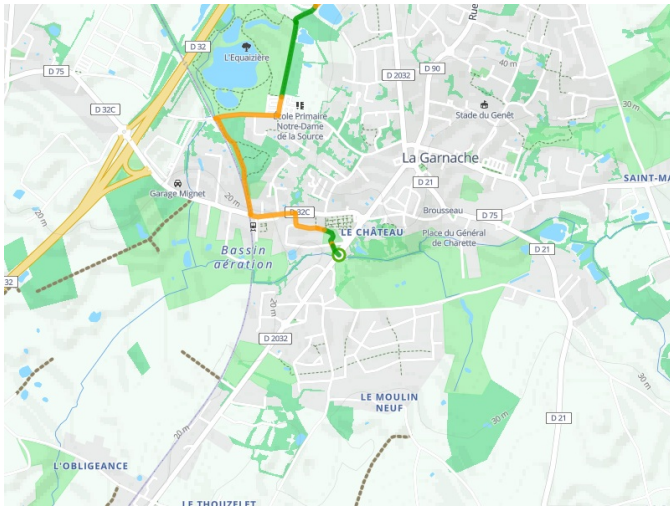 Rue
D 32
L'Equaizière
D 75
D 2032
D 90
40 m
D 32C
École Primaire
Notre-Dame
de la Source
Stade du Genêt
30 m
La Garnache
Garage Mignet
D 21
SAINT-MA
20 m
D 32C
Brousseau
D 75
LE CHÂTEAU
Place du Général
de Charette
20 m
Bassin
aération
D 21
32
20 m
D 2032
30 m
LE MOULIN
NEUF
30 m
D 21
20 m
L'OBLIGEANCE
LE THOUZELET